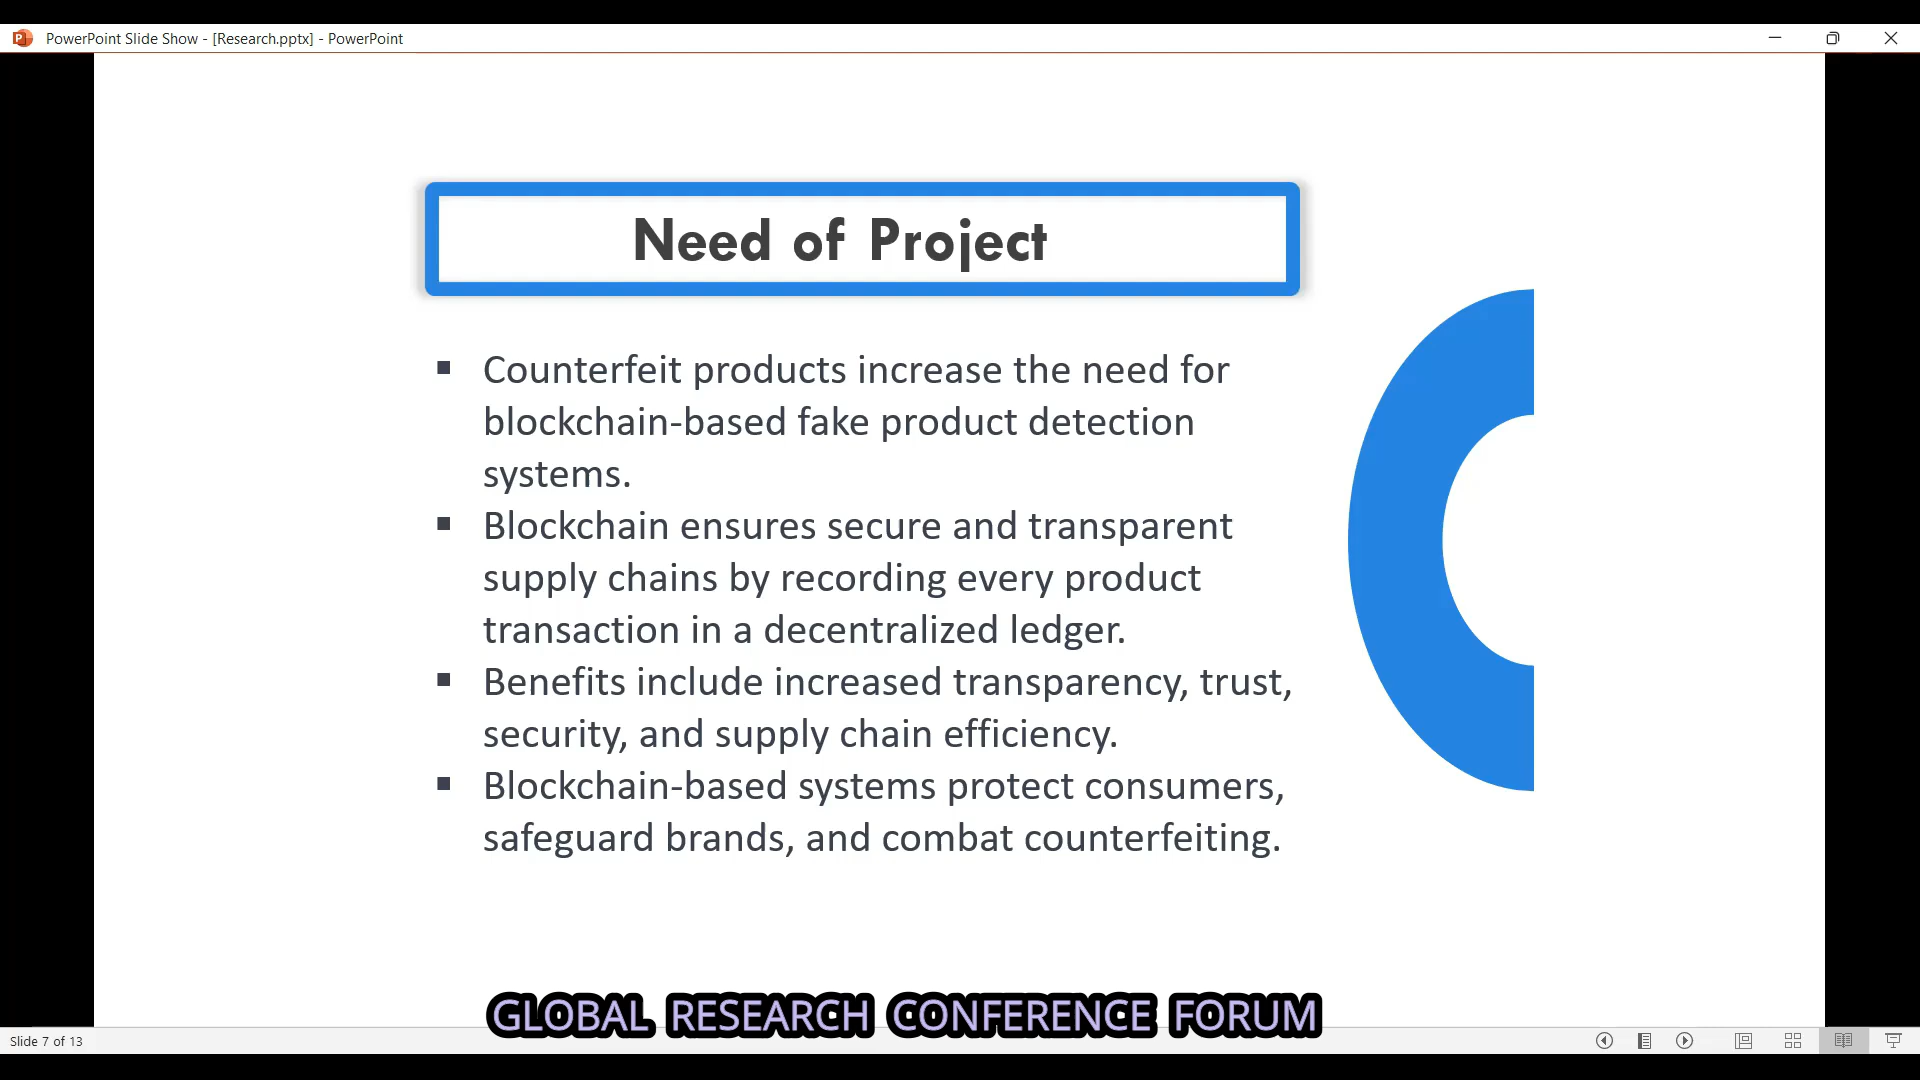 PowerPoint Slide Show - [Research.pptx] - PowerPoint
Need of Project
▪ Counterfeit products increase the need for
blockchain-based fake product detection
systems.
▪ Blockchain ensures secure and transparent
supply chains by recording every product
transaction in a decentralized ledger.
▪ Benefits include increased transparency, trust,
security, and supply chain efficiency.
▪ Blockchain-based systems protect consumers,
safeguard brands, and combat counterfeiting.
GLOBAL RESEARCH CONFERENCE FORUM
Slide 7 of 13